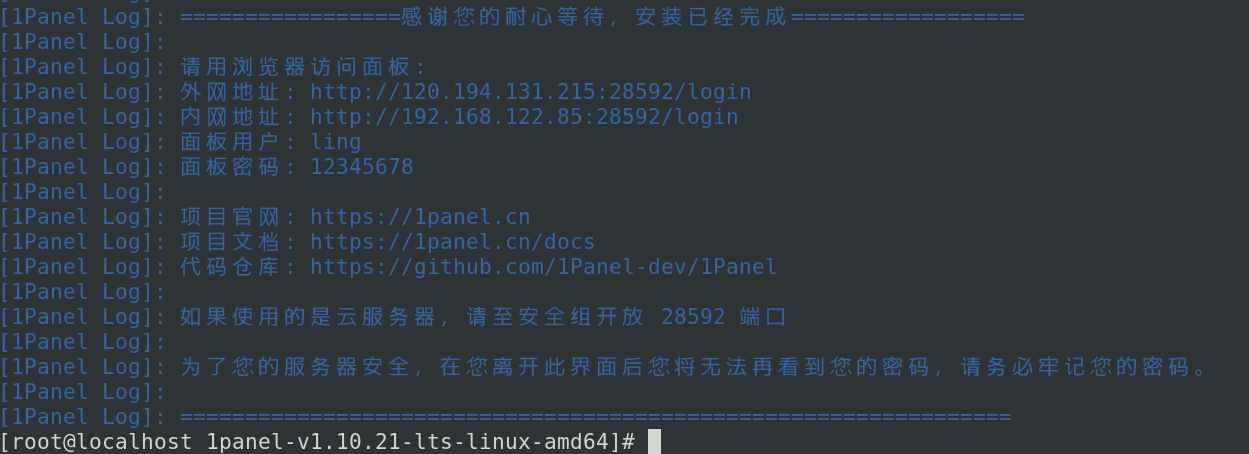 [1Panel Log]: =================感谢您的耐心等待，安装已经完成==================
[1Panel Log]:
[1Panel Log]: 请用浏览器访问面板:
[1Panel Log]: 外网地址: http://120.194.131.215:28592/login
[1Panel Log]: 内网地址: http://192.168.122.85:28592/login
[1Panel Log]: 面板用户: ling
[1Panel Log]: 面板密码: 12345678
[1Panel Log]:
[1Panel Log]: 项目官网: https://1panel.cn
[1Panel Log]: 项目文档: https://1panel.cn/docs
[1Panel Log]: 代码仓库: https://github.com/1Panel-dev/1Panel
[1Panel Log]:
[1Panel Log]: 如果使用的是云服务器，请至安全组开放 28592 端口
[1Panel Log]:
[1Panel Log]: 为了您的服务器安全，在您离开此界面后您将无法再看到您的密码，请务必牢记您的密码。
[1Panel Log]:
[1Panel Log]: ================================================================
[root@localhost 1panel-v1.10.21-lts-linux-amd64]#